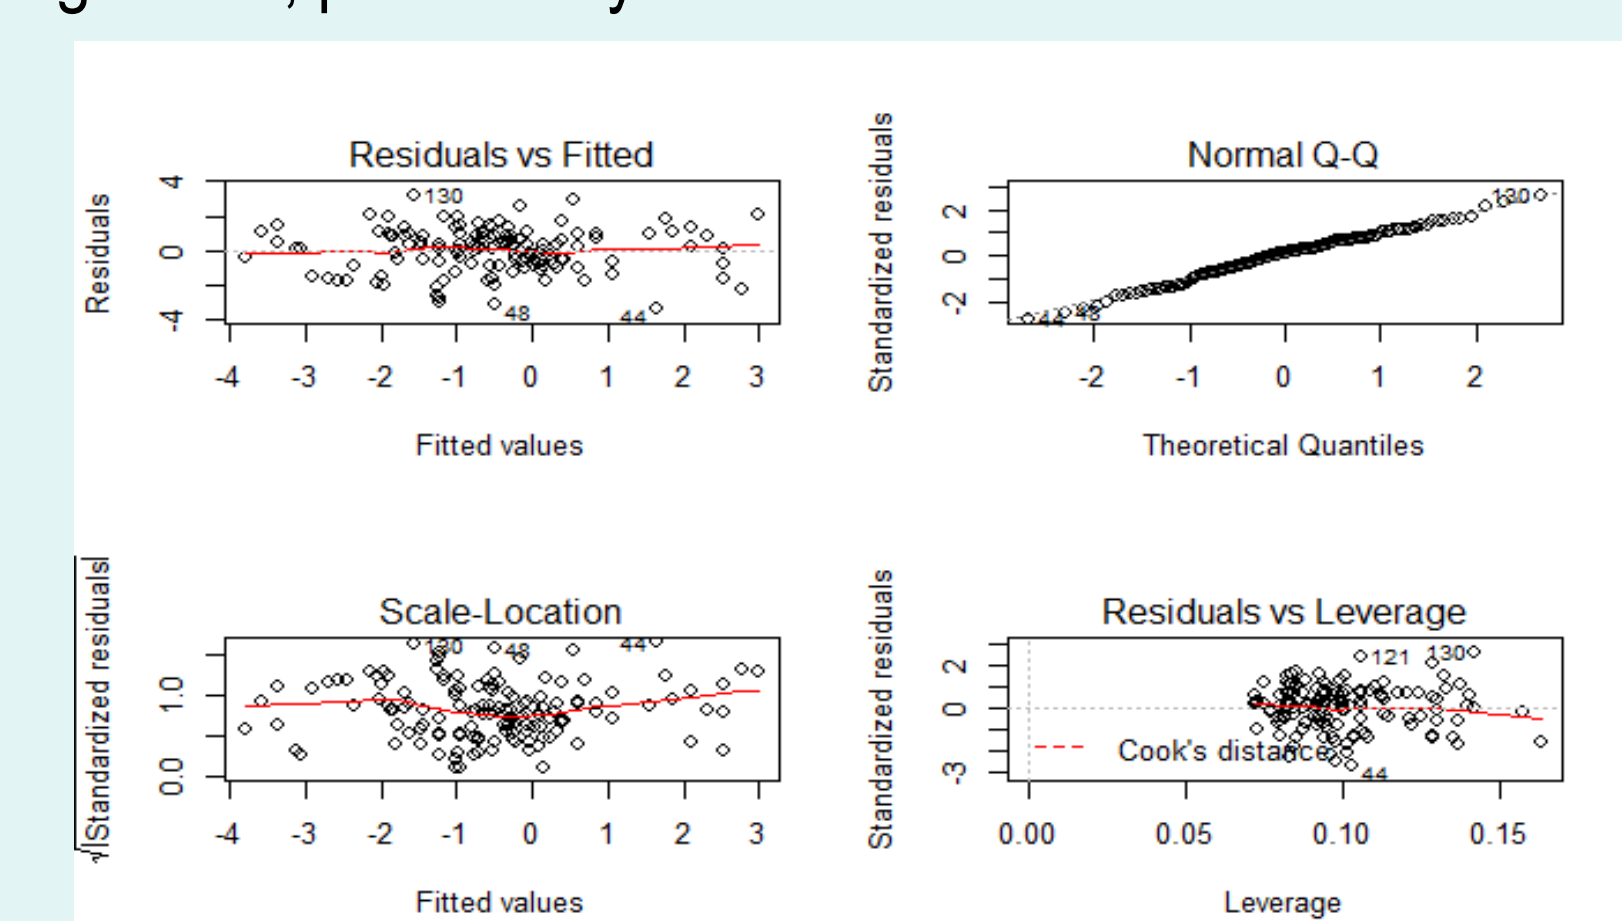 Residuals vs Fitted
Residuals
4
0
-4
130
48
44
-4 -3 -2 -1 0 1 2 3
Fitted values
Normal Q-Q
Standardized residuals
2
0
-2
130
44 48
-2 -1 0 1 2
Theoretical Quantiles
Scale-Location
√|Standardized residuals|
1.0
0.0
130
48
44
-4 -3 -2 -1 0 1 2 3
Fitted values
Residuals vs Leverage
Standardized residuals
2
0
-3
121
130
Cook's distance
44
0.00 0.05 0.10 0.15
Leverage